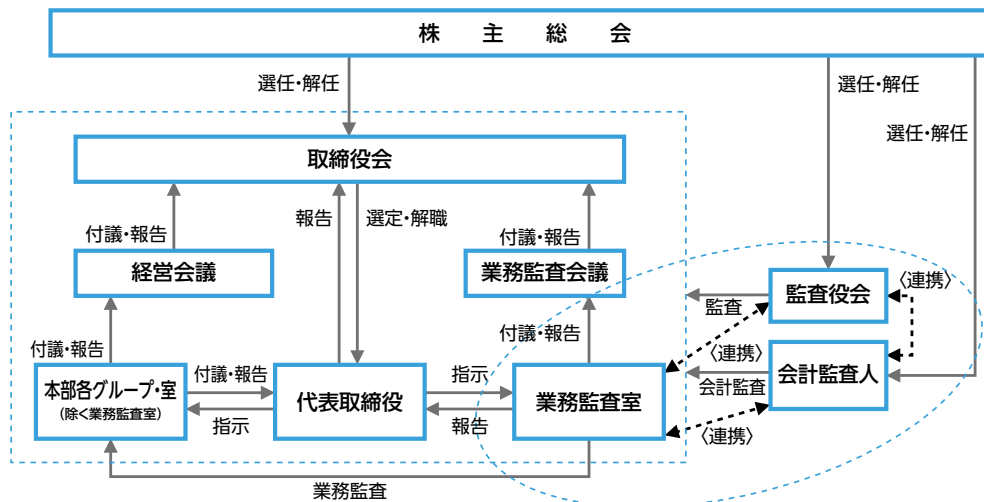 株主総会
選任・解任
選任・解任
選任・解任
取締役会
付議・報告
報告
選定・解職
付議・報告
経営会議
業務監査会議
監査役会
〈連携〉
監査
付議・報告
付議・報告
〈連携〉
本部各グループ・室
（除く業務監査室）
付議・報告
指示
代表取締役
指示
報告
業務監査室
会計監査
会計監査人
〈連携〉
業務監査